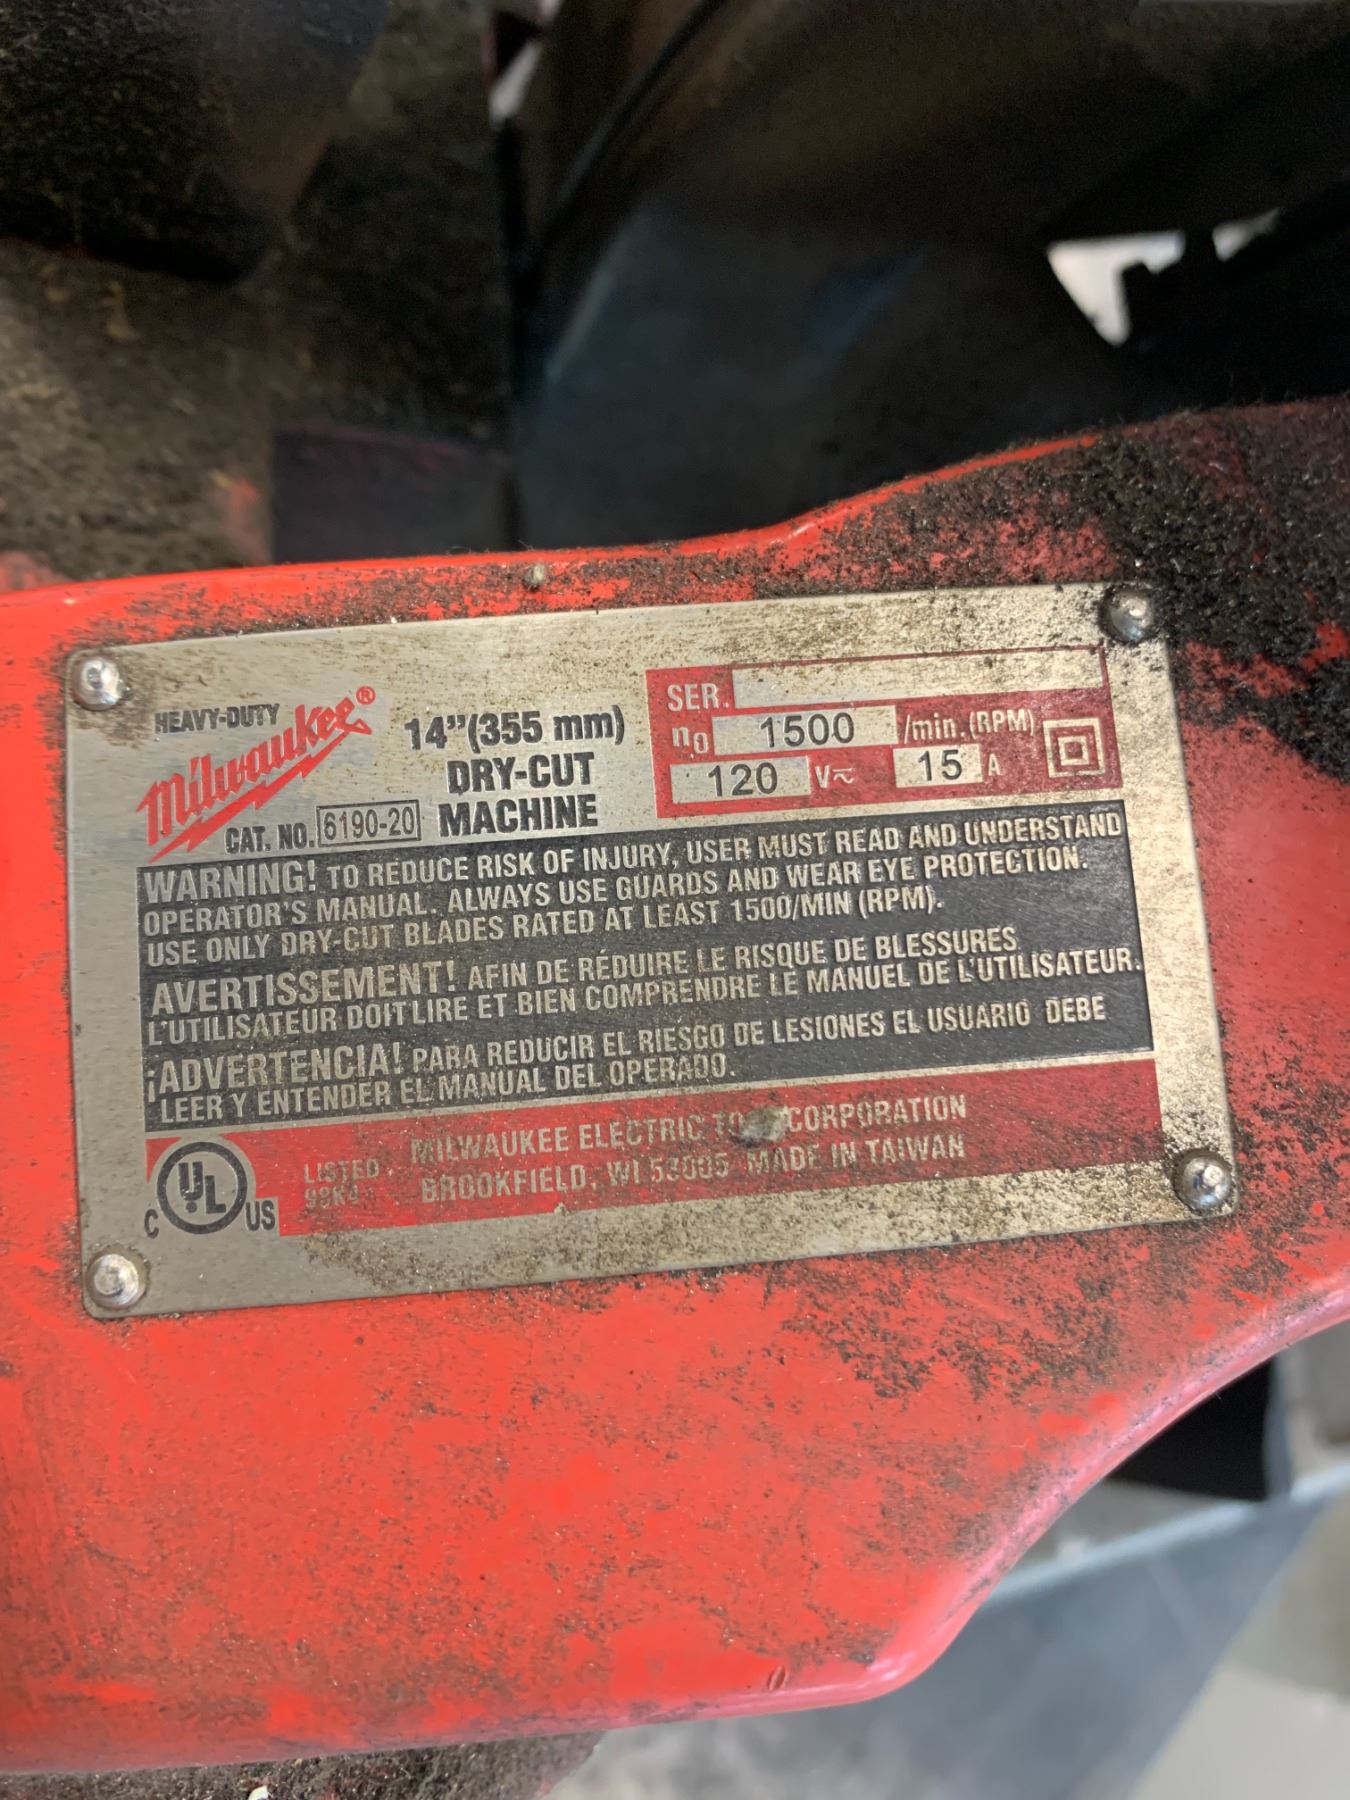 HEAVY-DUTY
Milwaukee®
CAT. NO. 6190-20
14"(355 mm)
DRY-CUT
MACHINE
SER.
n0 1500 /min.(RPM)
120 V 15 A
WARNING! TO REDUCE RISK OF INJURY, USER MUST READ AND UNDERSTAND
OPERATOR'S MANUAL. ALWAYS USE GUARDS AND WEAR EYE PROTECTION.
USE ONLY DRY-CUT BLADES RATED AT LEAST 1500/MIN (RPM).
AVERTISSEMENT! AFIN DE RÉDUIRE LE RISQUE DE BLESSURES
L'UTILISATEUR DOIT LIRE ET BIEN COMPRENDRE LE MANUEL DE L'UTILISATEUR.
¡ADVERTENCIA! PARA REDUCIR EL RIESGO DE LESIONES EL USUARIO DEBE
LEER Y ENTENDER EL MANUAL DEL OPERADO.
C UL US
LISTED
MILWAUKEE ELECTRIC CORPORATION
BROOKFIELD, WI 53005 MADE IN TAIWAN